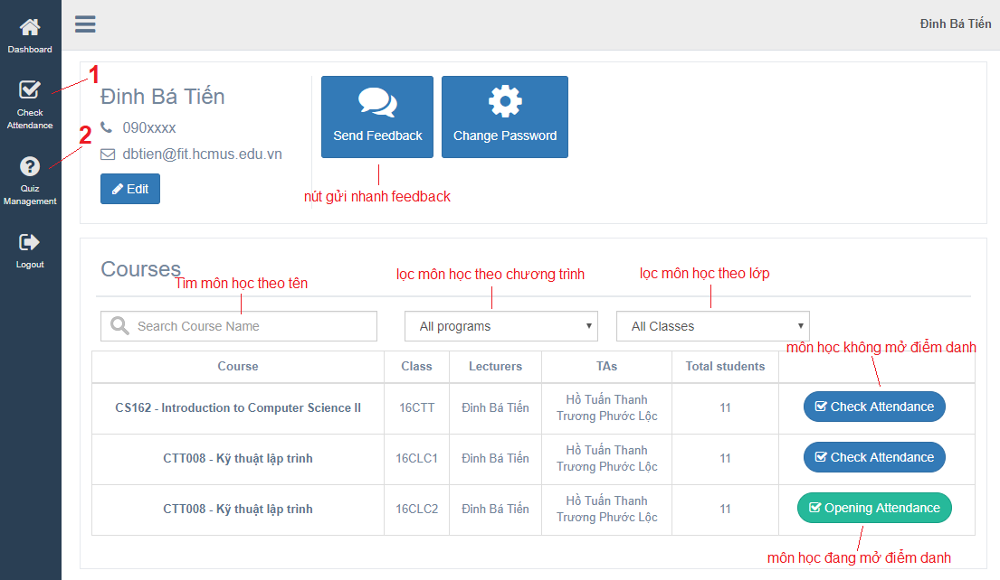 Dashboard
Check
Attendance
Quiz
Management
Logout
Đinh Bá Tiến
1
2
Đinh Bá Tiến
090xxxx
dbtien@fit.hcmus.edu.vn
Edit
Send Feedback
Change Password
nút gửi nhanh feedback
Courses
Tìm môn học theo tên
lọc môn học theo chương trình
lọc môn học theo lớp
Search Course Name
All programs
All Classes
môn học không mở điểm danh
Course Class Lecturers TAs Total students
CS162 - Introduction to Computer Science II 16CTT Đinh Bá Tiến Hồ Tuấn Thanh 11 Check Attendance
Trương Phước Lộc
CTT008 - Kỹ thuật lập trình 16CLC1 Đinh Bá Tiến Hồ Tuấn Thanh 11 Check Attendance
Trương Phước Lộc
CTT008 - Kỹ thuật lập trình 16CLC2 Đinh Bá Tiến Hồ Tuấn Thanh 11 Opening Attendance
Trương Phước Lộc
môn học đang mở điểm danh